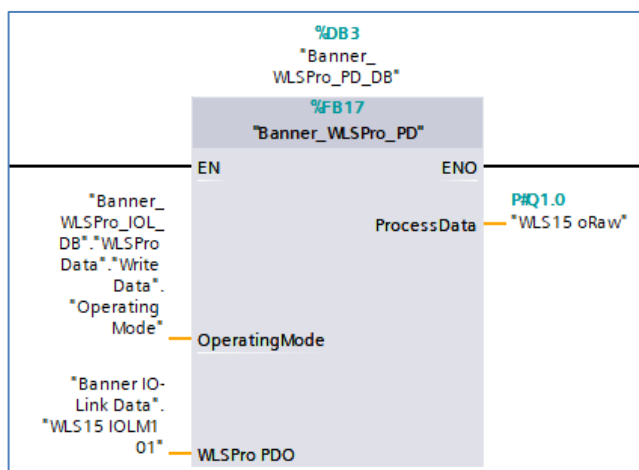 %DB3
"Banner_
WLSPro_PD_DB"
%FB17
"Banner_WLSPro_PD"
EN
ENO
"Banner_
WLSPro_IOL_
DB"."WLSPro
Data"."Write
Data".
"Operating
Mode"
OperatingMode
P#Q1.0
ProcessData
"WLS15 oRaw"
"Banner IO-
Link Data".
"WLS15 IOLM1
01"
WLSPro PDO